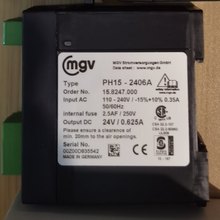 mgv
MGV Stromversorgungen GmbH
Data sheet : www.mgv.de
Type PH15 - 2406A
Order No. 15.8247.000
Input AC 110 - 240V / -15%+10% 0.35A
50/60Hz
internal fuse 2.5AF / 250V
Output DC 24V / 0.625A
Please ensure a clearance of
min. 30mm to the air openings.
Serial No.
00Z00DB33542
MADE IN GERMANY